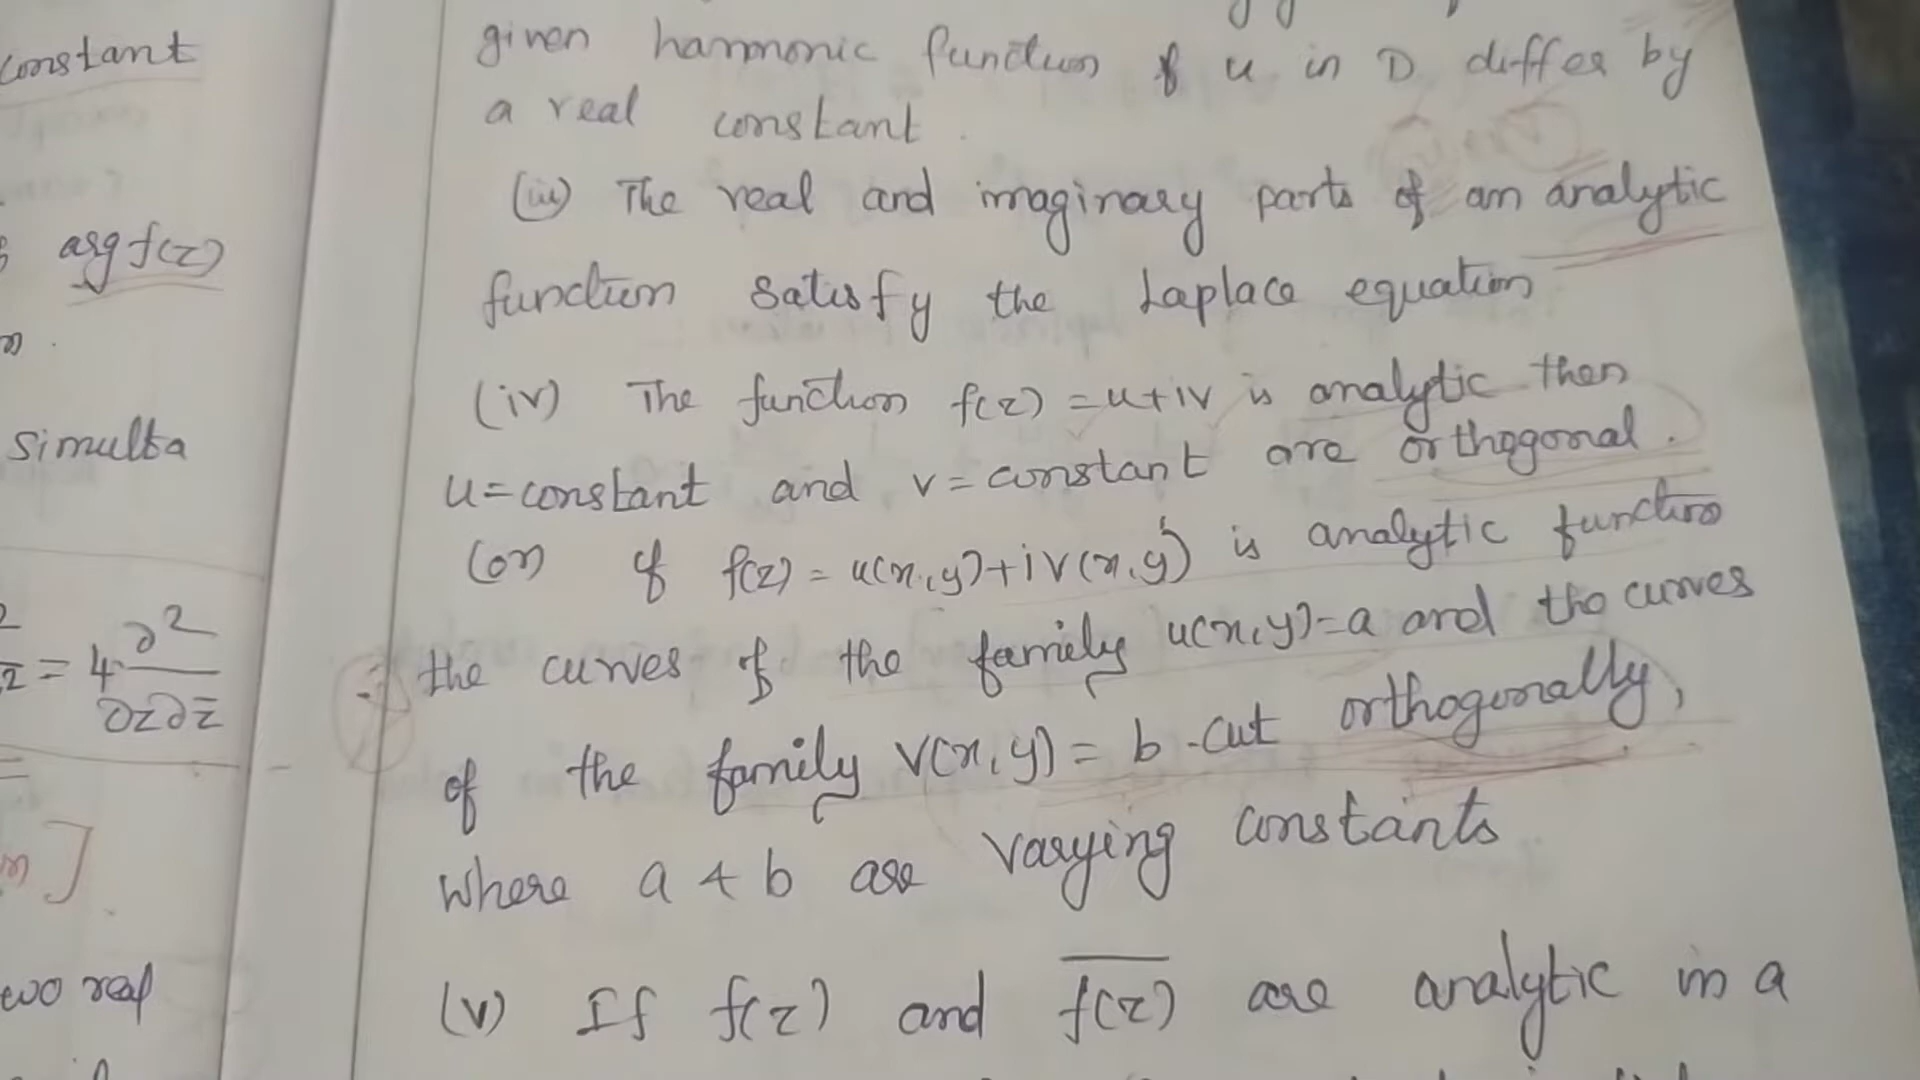 constant
arg f(z)
simulta
= 4 ∂²/∂z∂z̄
two real
given harmonic function of u in D differ by
a real constant.
(iii) The real and imaginary parts of an analytic
function satisfy the Laplace equation
(iv) The function f(z) = u+iv is analytic then
u = constant and v = constant are orthogonal.
(or) if f(z) = u(x,y)+iv(x,y) is analytic function
the curves of the family u(x,y)=a and the curves
of the family v(x,y) = b cut orthogonally,
where a & b are varying constants
(v) If f(z) and \overline{f(z)} are analytic in a